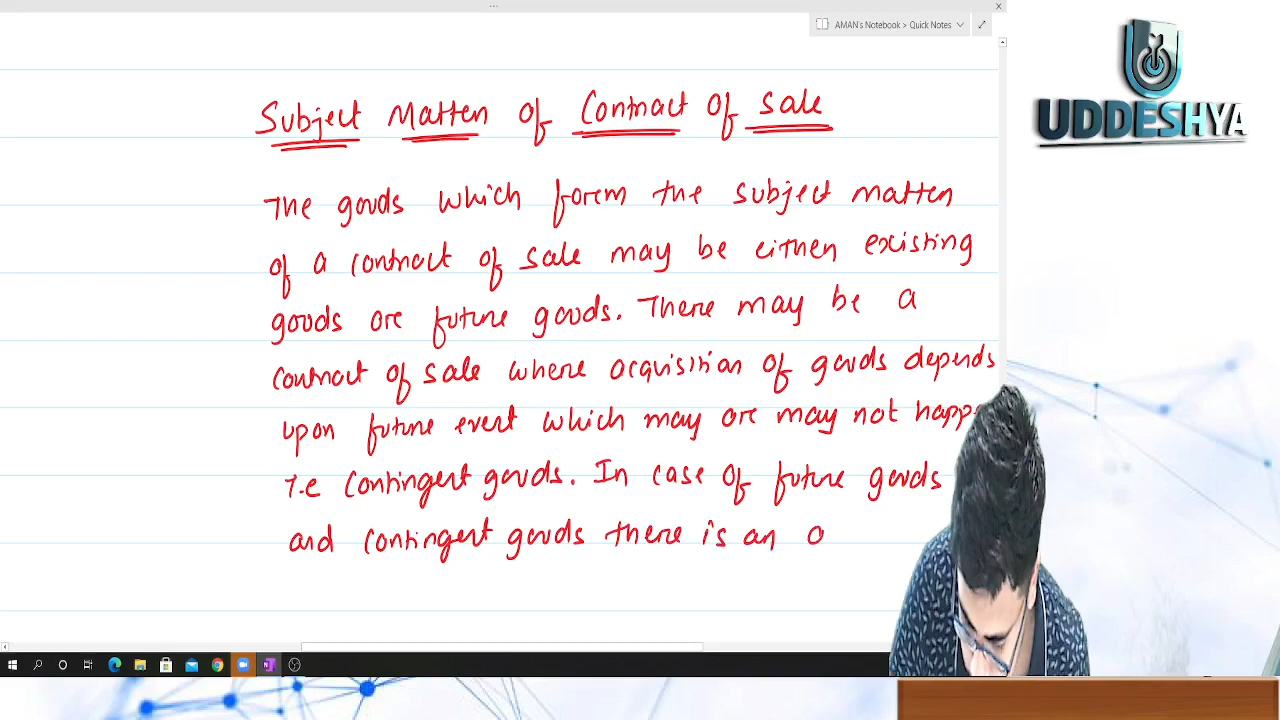 AMAN's Notebook > Quick Notes
UDDESHYA
Subject Matter of Contract of sale
The goods which form the subject matter
of a contract of sale may be either existing
goods or future goods. There may be a
contract of sale where acquisition of goods depends
upon future event which may or may not happe
i.e contingent goods. In case of future goods
and contingent goods there is an a